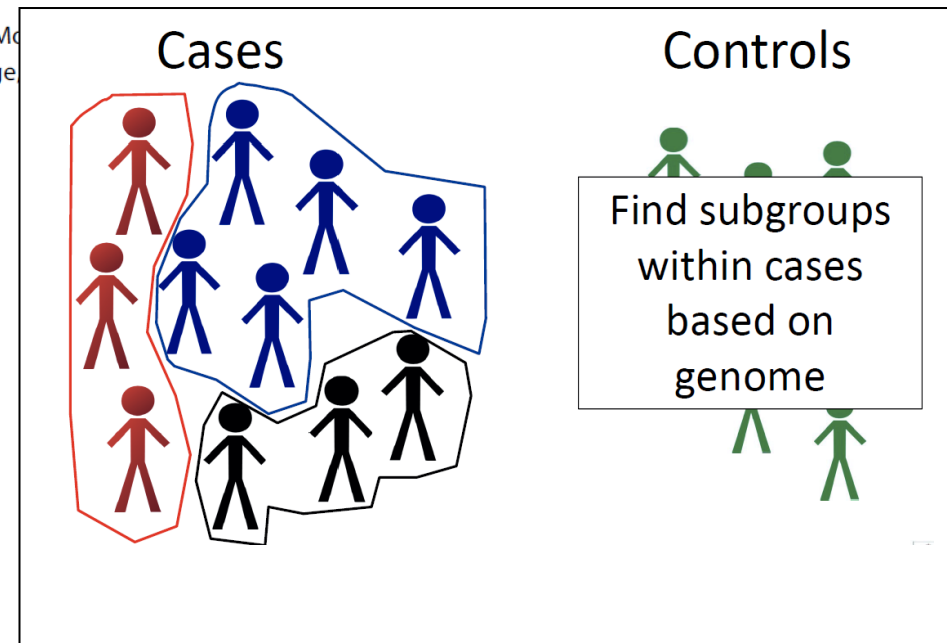 Cases
Controls
Find subgroups
within cases
based on
genome